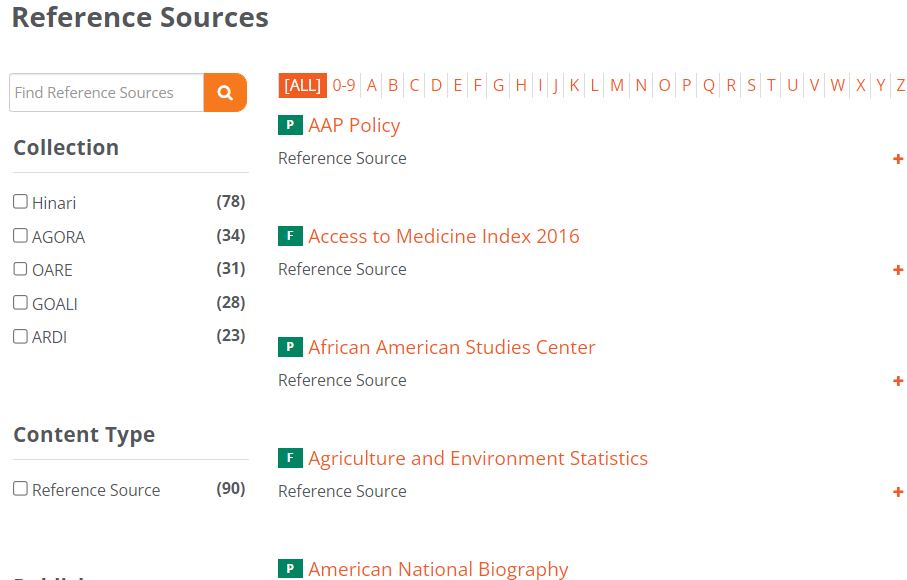 Reference Sources
Find Reference Sources
Collection
Hinari (78)
AGORA (34)
OARE (31)
GOALI (28)
ARDI (23)
Content Type
Reference Source (90)
[ALL] 0-9 A B C D E F G H I J K L M N O P Q R S T U V W X Y Z
P AAP Policy
Reference Source +
F Access to Medicine Index 2016
Reference Source +
P African American Studies Center
Reference Source +
F Agriculture and Environment Statistics
Reference Source +
P American National Biography